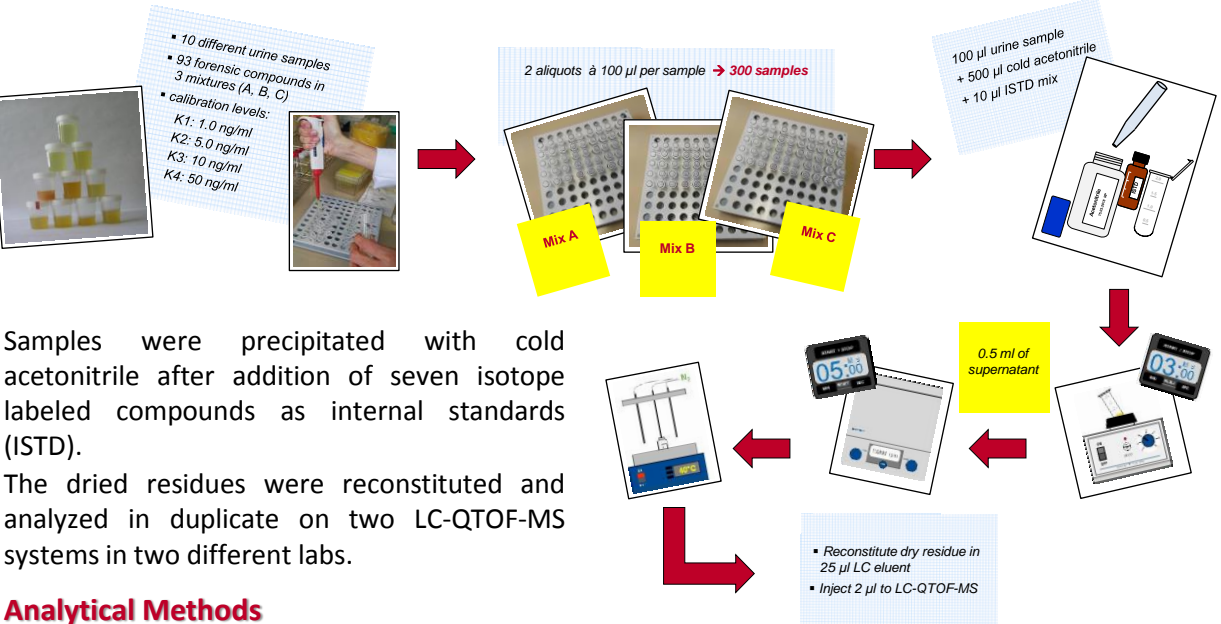 ▪ 10 different urine samples
▪ 93 forensic compounds in
3 mixtures (A, B, C)
▪ calibration levels:
K1: 1.0 ng/ml
K2: 5.0 ng/ml
K3: 10 ng/ml
K4: 50 ng/ml
2 aliquots à 100 µl per sample ➔ 300 samples
Mix A
Mix B
Mix C
100 µl urine sample
+ 500 µl cold acetonitrile
+ 10 µl ISTD mix
Acetonitrile
ISTD
Samples were precipitated with cold
acetonitrile after addition of seven isotope
labeled compounds as internal standards
(ISTD).
The dried residues were reconstituted and
analyzed in duplicate on two LC-QTOF-MS
systems in two different labs.
Analytical Methods
03:00
0.5 ml of
supernatant
05:00
N2
60°C
▪ Reconstitute dry residue in
25 µl LC eluent
▪ Inject 2 µl to LC-QTOF-MS